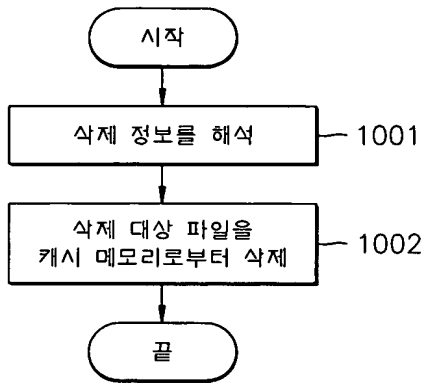 시작
삭제 정보를 해석
1001
삭제 대상 파일을
캐시 메모리로부터 삭제
1002
끝